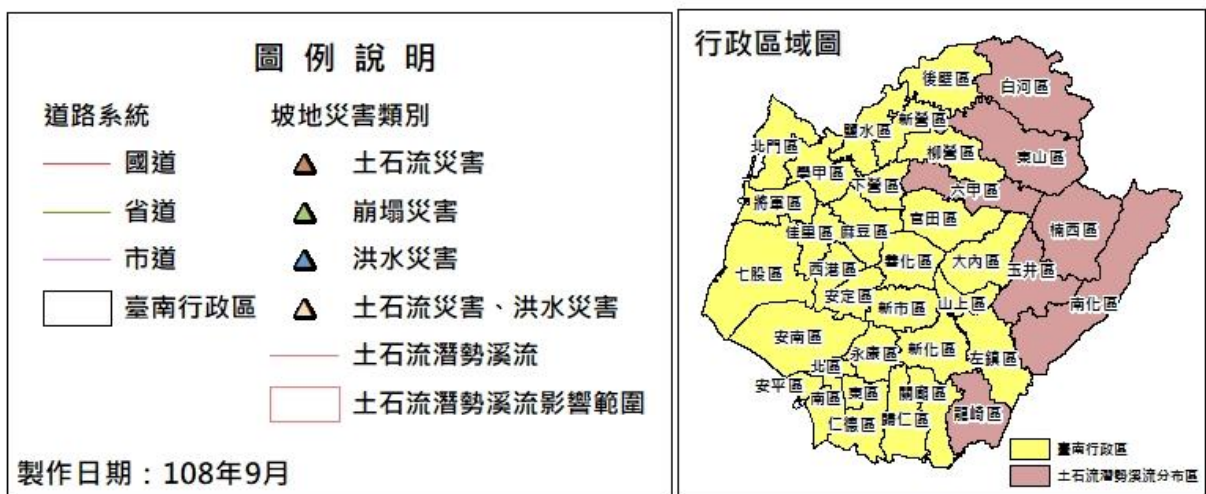 圖例說明
道路系統
國道
省道
市道
臺南行政區
坡地災害類別
土石流災害
崩塌災害
洪水災害
土石流災害、洪水災害
土石流潛勢溪流
土石流潛勢溪流影響範圍
製作日期：108年9月
行政區域圖
後壁區
白河區
新營區
鹽水區
北門區
柳營區
東山區
學甲區
下營區
六甲區
將軍區
官田區
佳里區
麻豆區
楠西區
七股區
西港區
善化區
大內區
玉井區
安定區
新市區
山上區
南化區
安南區
永康區
新化區
左鎮區
北區
安平區
南區
東區
關廟區
龍崎區
仁德區
歸仁區
臺南行政區
土石流潛勢溪流分布區